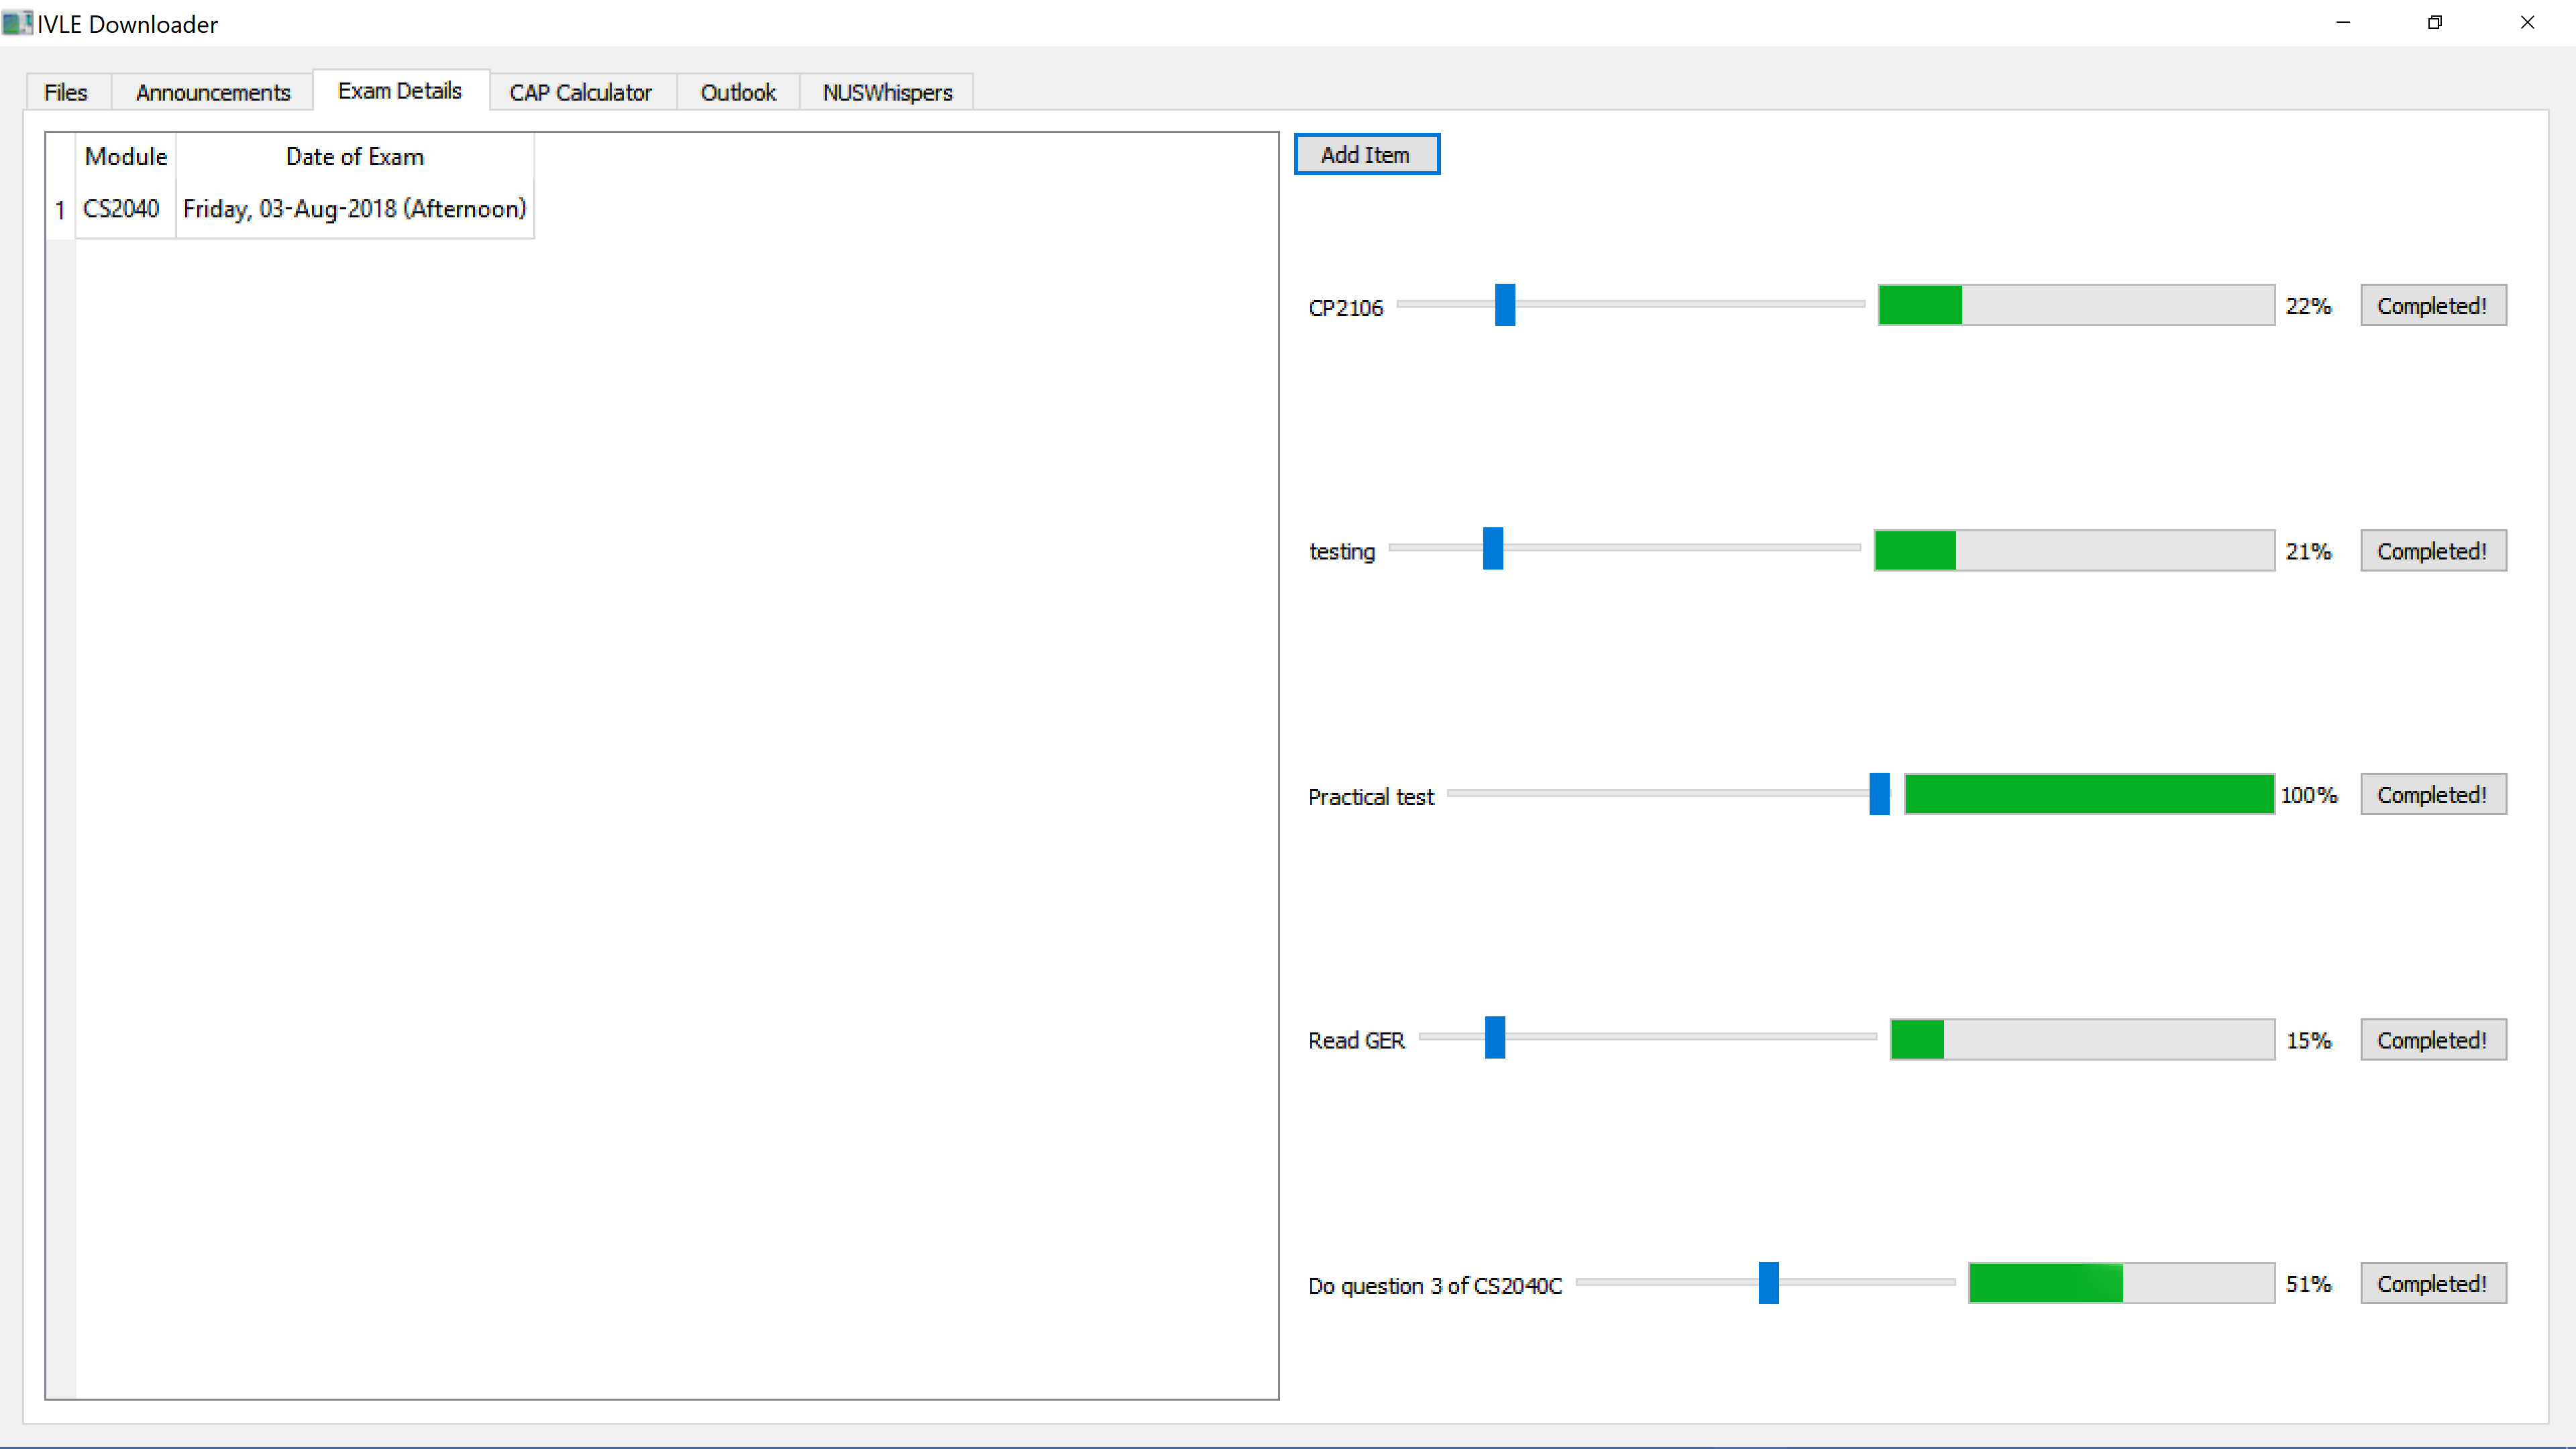 IVLE Downloader
Files Announcements Exam Details CAP Calculator Outlook NUSWhispers
Module Date of Exam
1 CS2040 Friday, 03-Aug-2018 (Afternoon)
Add Item
CP2106 22% Completed!
testing 21% Completed!
Practical test 100% Completed!
Read GER 15% Completed!
Do question 3 of CS2040C 51% Completed!